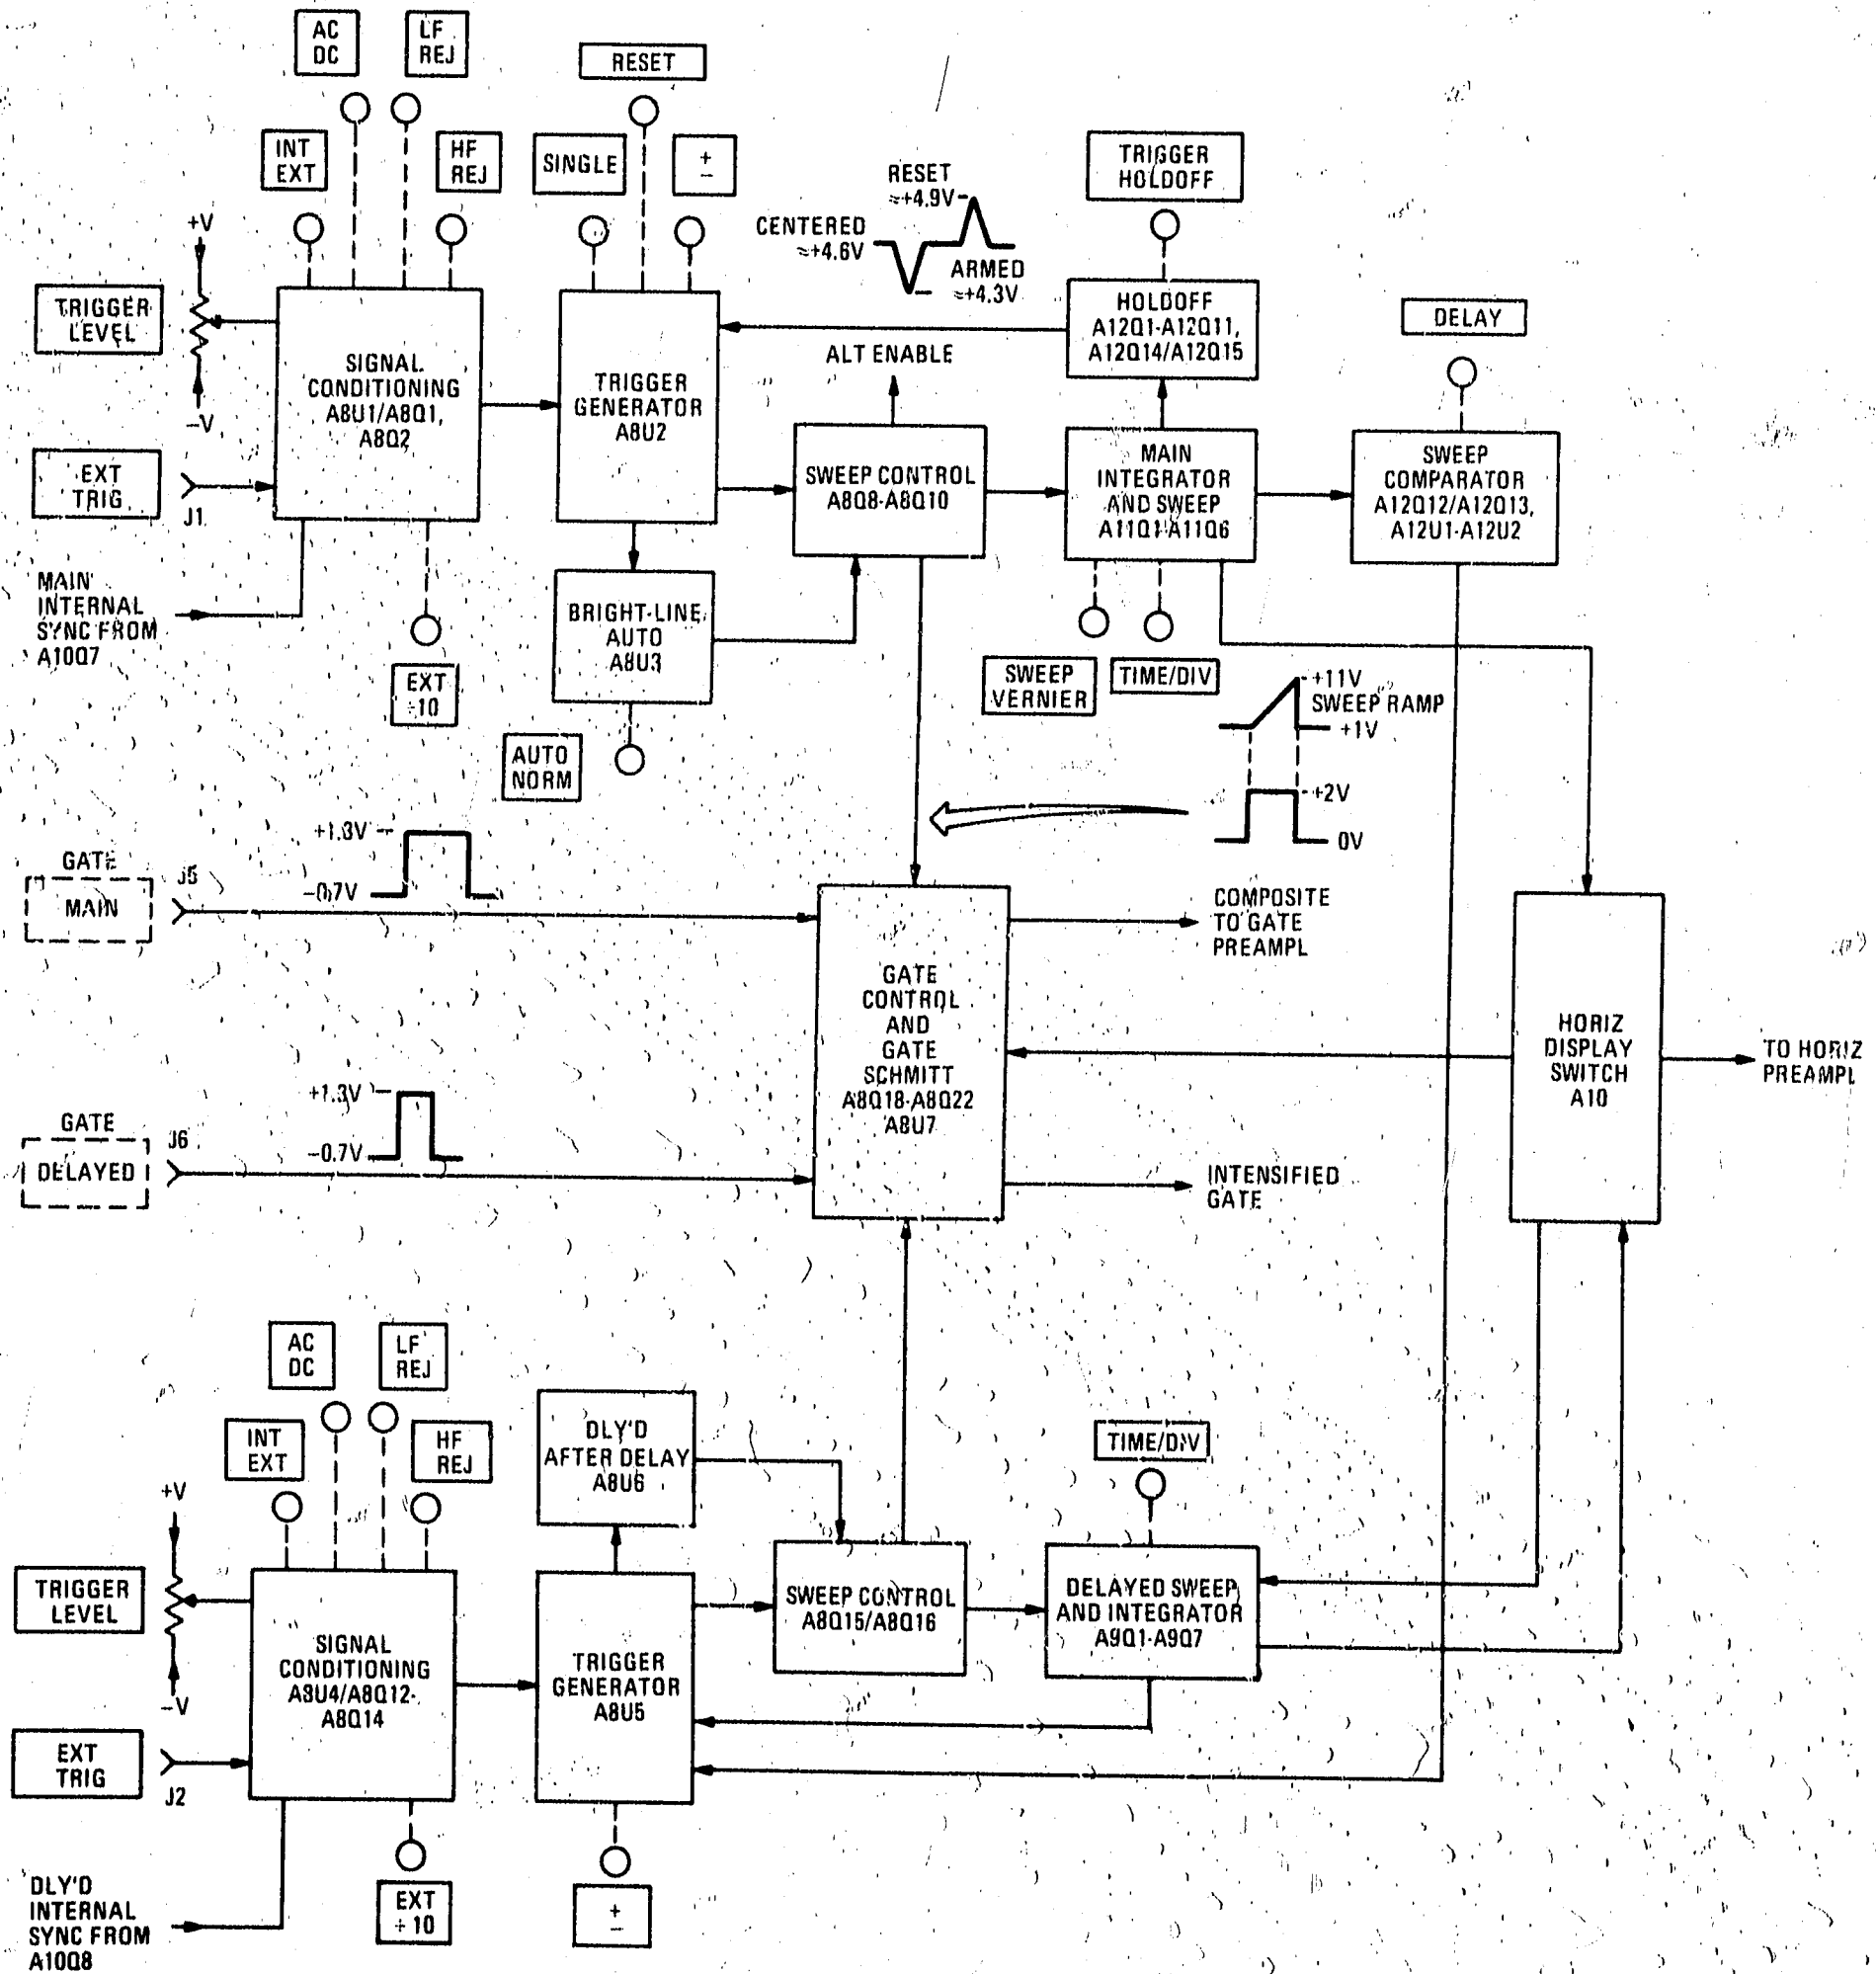 AC
DC
LF
REJ
RESET
INT
EXT
HF
REJ
SINGLE
+
−
TRIGGER
HOLDOFF
RESET
≈+4.9V
CENTERED
≈+4.6V
ARMED
≈+4.3V
+V
TRIGGER
LEVEL
−V
SIGNAL
CONDITIONING
A8U1/A8Q1,
A8Q2
TRIGGER
GENERATOR
A8U2
HOLDOFF
A12Q1-A12Q11,
A12Q14/A12Q15
DELAY
ALT ENABLE
EXT
TRIG
J1
SWEEP CONTROL
A8Q8-A8Q10
MAIN
INTEGRATOR
AND SWEEP
A11Q1-A11Q6
SWEEP
COMPARATOR
A12Q12/A12Q13,
A12U1-A12U2
MAIN
INTERNAL
SYNC FROM
A10Q7
BRIGHT-LINE
AUTO
A8U3
EXT
÷10
AUTO
NORM
SWEEP
VERNIER
TIME/DIV
+11V
SWEEP RAMP
+1V
+2V
0V
+1.3V
−0.7V
GATE
MAIN
J5
COMPOSITE
TO GATE
PREAMPL
GATE
CONTROL
AND
GATE
SCHMITT
A8Q18-A8Q22
A8U7
HORIZ
DISPLAY
SWITCH
A10
TO HORIZ
PREAMPL
+1.3V
−0.7V
GATE
DELAYED
J6
INTENSIFIED
GATE
AC
DC
LF
REJ
INT
EXT
HF
REJ
DLY'D
AFTER DELAY
A8U6
TIME/DIV
+V
TRIGGER
LEVEL
−V
SIGNAL
CONDITIONING
A8U4/A8Q12-
A8Q14
TRIGGER
GENERATOR
A8U5
SWEEP CONTROL
A8Q15/A8Q16
DELAYED SWEEP
AND INTEGRATOR
A9Q1-A9Q7
EXT
TRIG
J2
DLY'D
INTERNAL
SYNC FROM
A10Q8
EXT
÷10
+
−